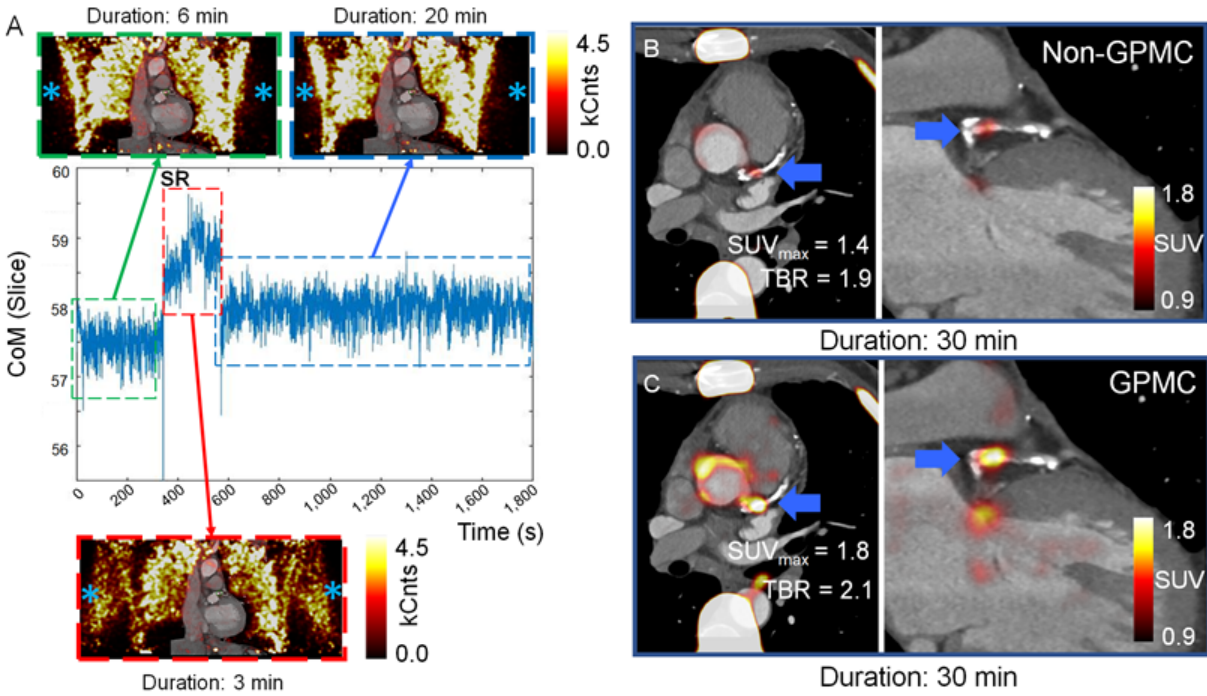 A
Duration: 6 min
Duration: 20 min
*
*
*
*
4.5
kCnts
0.0
60
59
58
57
56
CoM (Slice)
SR
0
200
400
600
800
1,000
1,200
1,400
1,600
1,800
Time (s)
*
*
4.5
kCnts
0.0
Duration: 3 min
B
Non-GPMC
SUVmax = 1.4
TBR = 1.9
1.8
SUV
0.9
Duration: 30 min
C
GPMC
SUVmax = 1.8
TBR = 2.1
1.8
SUV
0.9
Duration: 30 min